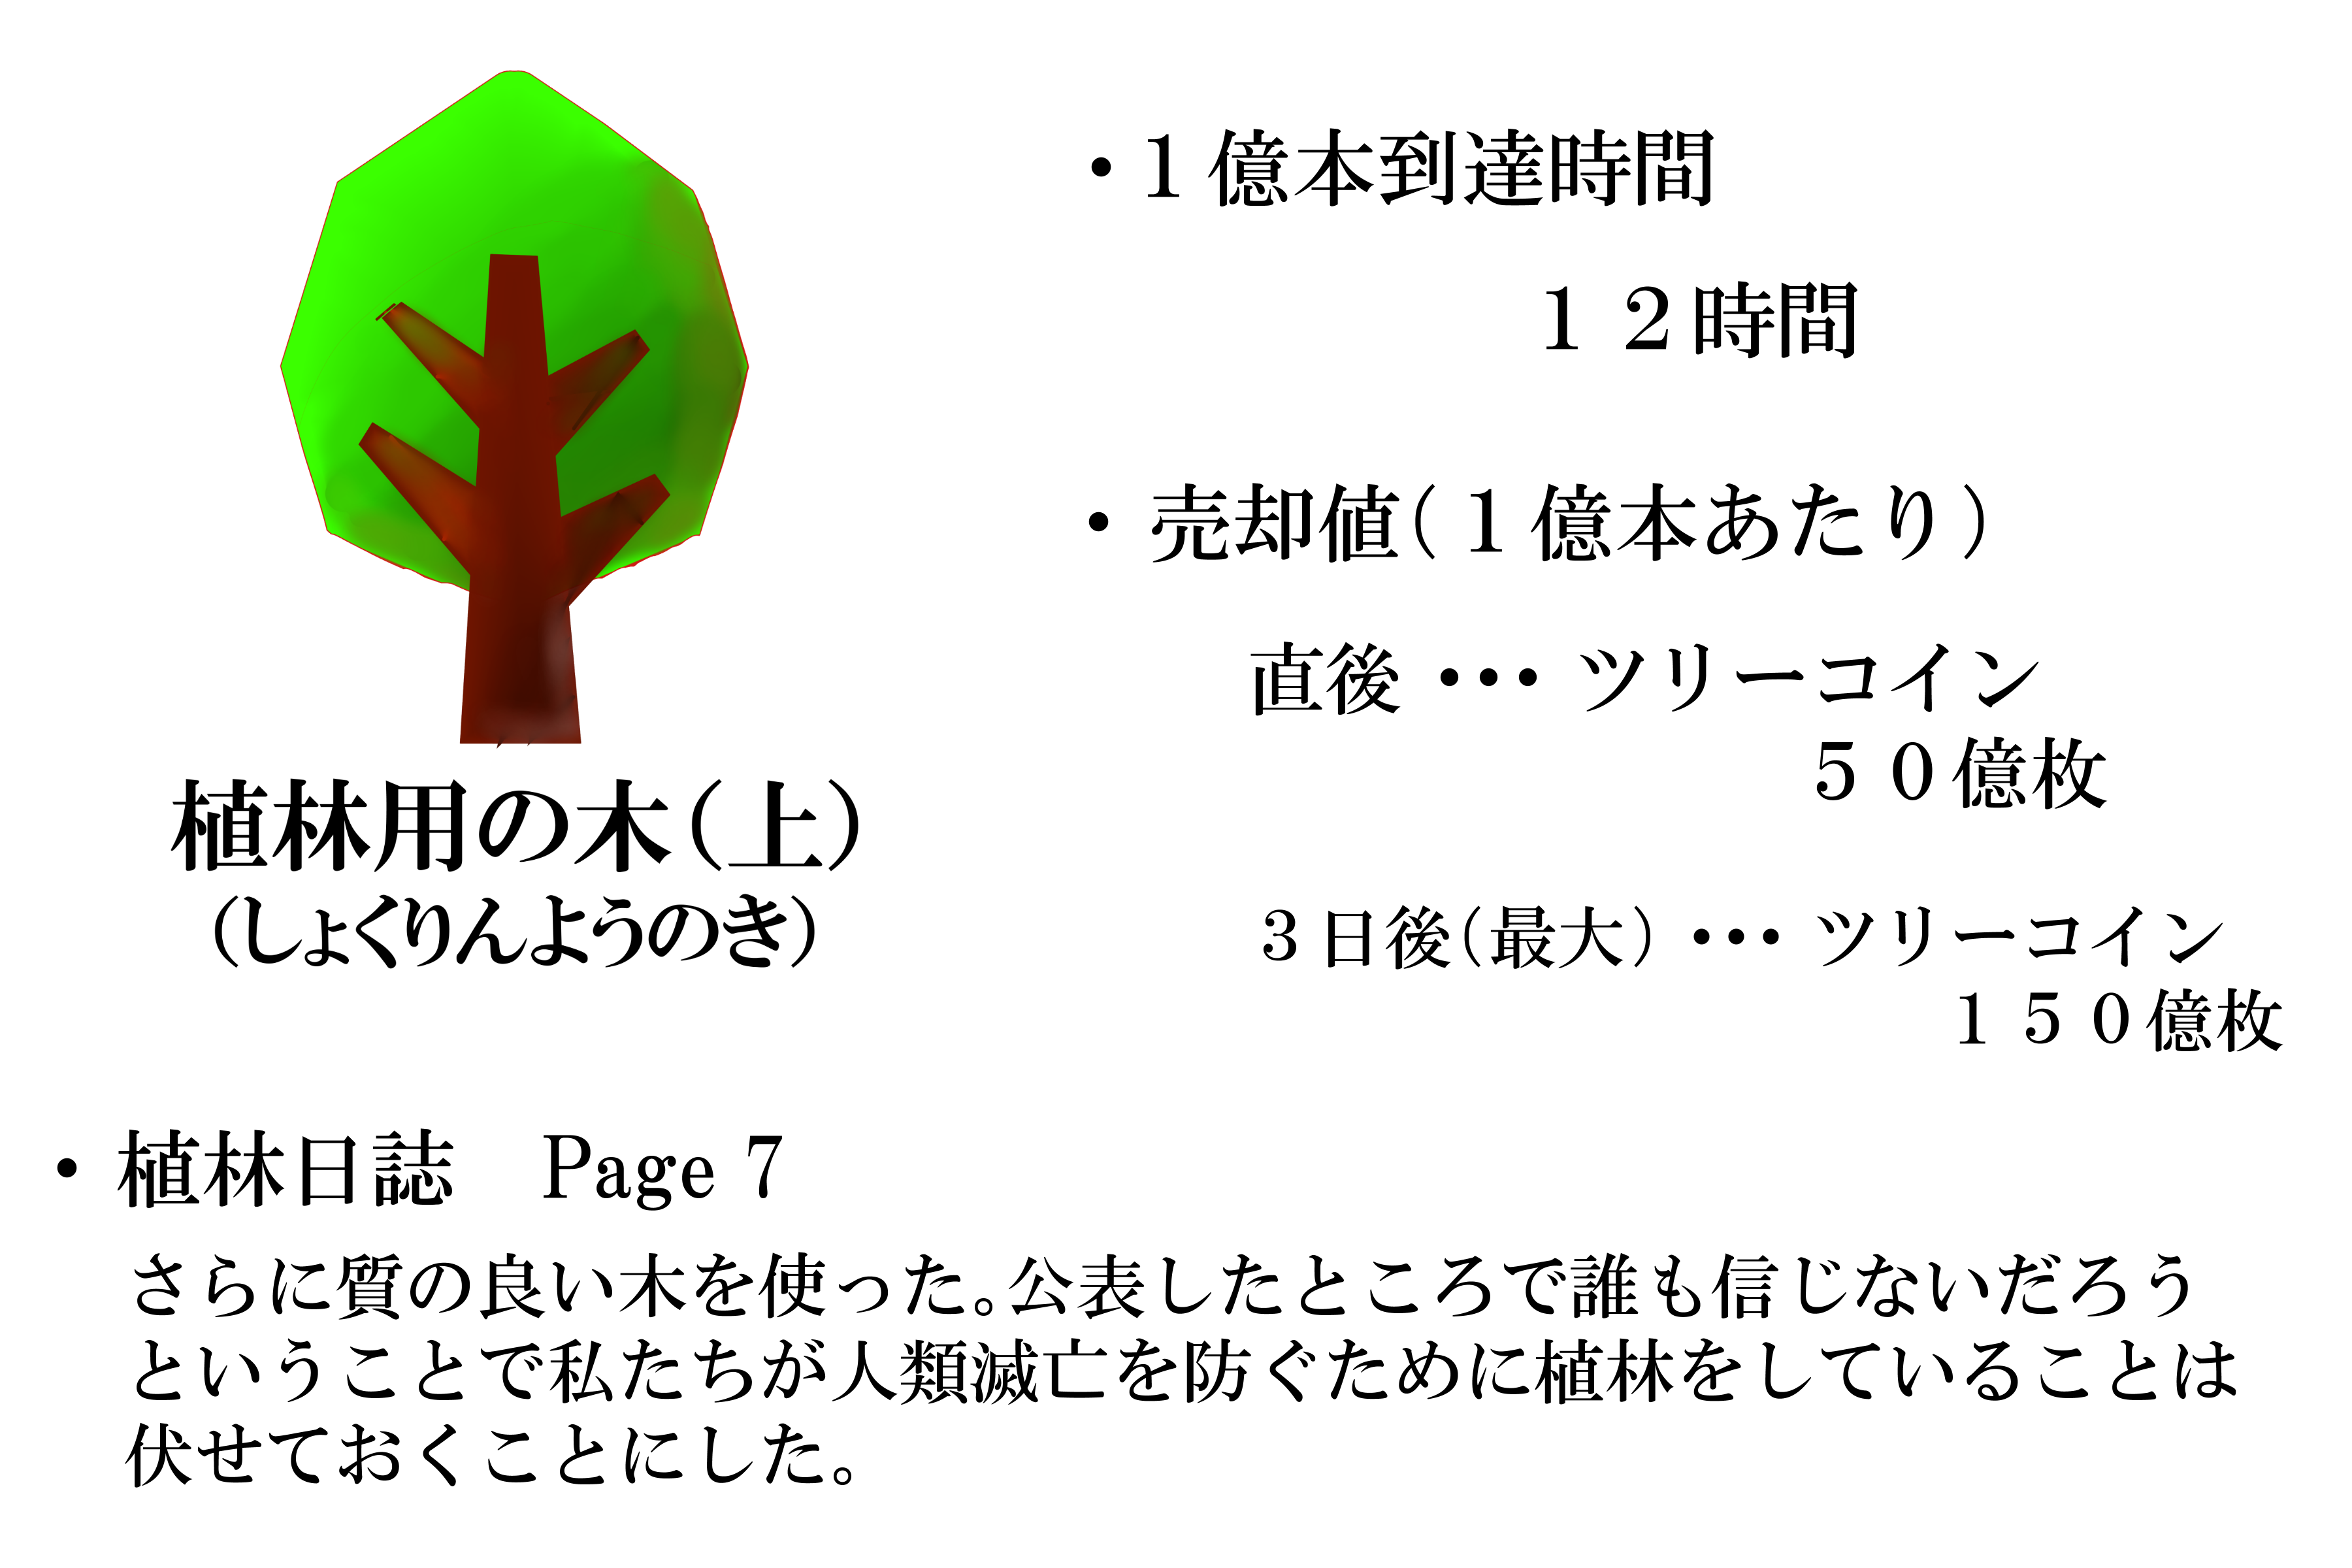 植林用の木(上)
(しょくりんようのき)
・1億本到達時間
12時間
・売却値(1億本あたり)
直後・・・ツリーコイン
50億枚
3日後(最大)・・・ツリーコイン
150億枚
・植林日誌　Page 7
さらに質の良い木を使った。公表したところで誰も信じないだろう
ということで私たちが人類滅亡を防ぐために植林をしていることは
伏せておくことにした。